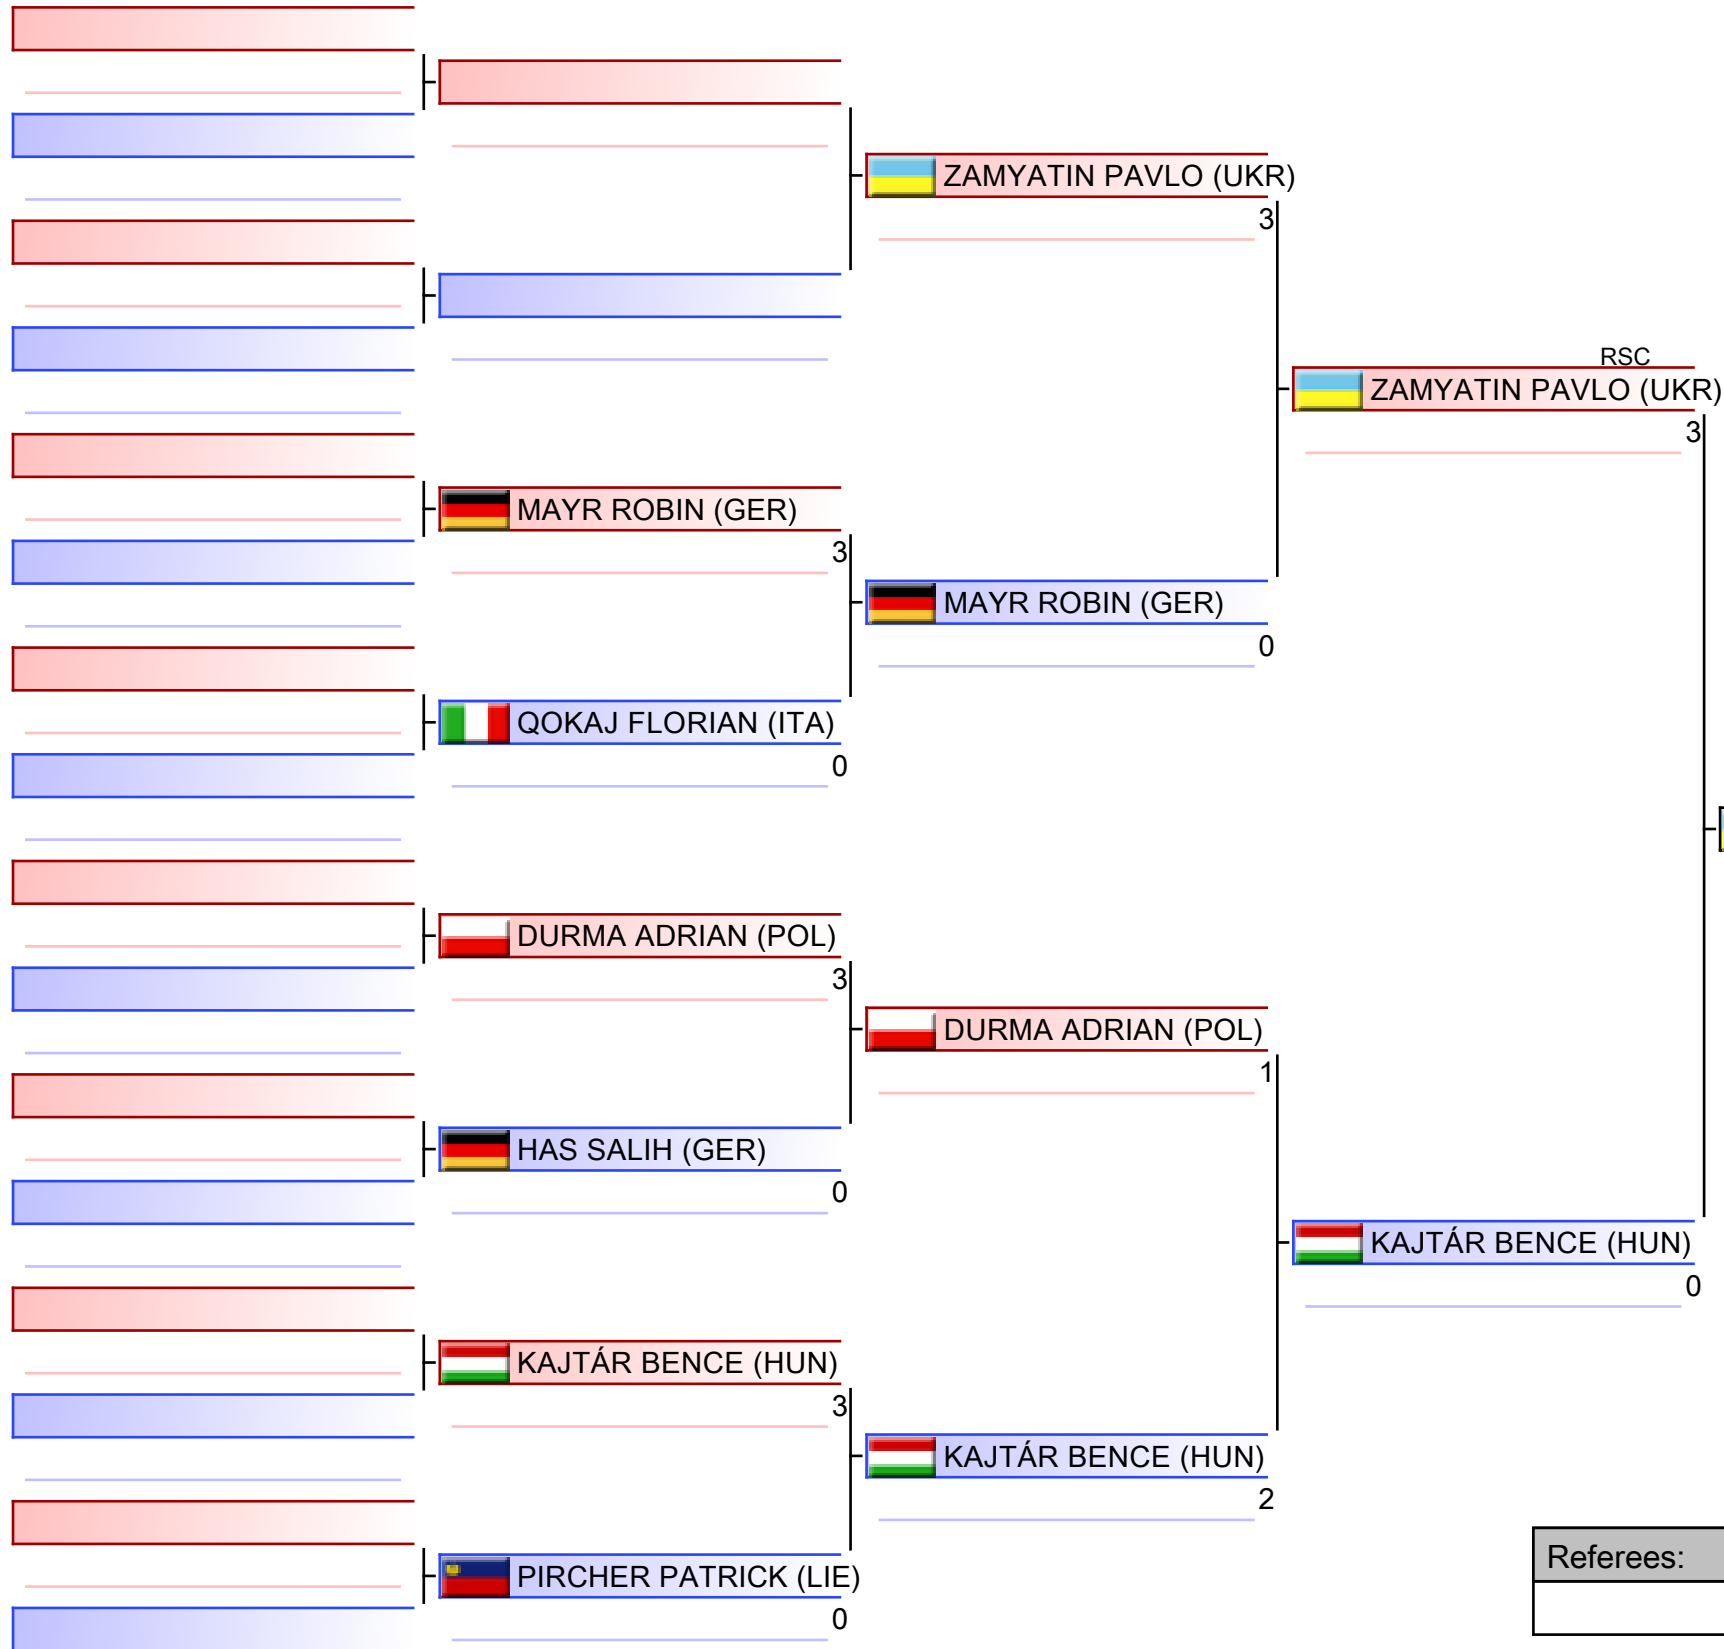 ZAMYATIN PAVLO (UKR)
3
RSC
ZAMYATIN PAVLO (UKR)
3
MAYR ROBIN (GER)
3
MAYR ROBIN (GER)
0
QOKAJ FLORIAN (ITA)
0
DURMA ADRIAN (POL)
3
DURMA ADRIAN (POL)
1
HAS SALIH (GER)
0
KAJTÁR BENCE (HUN)
0
KAJTÁR BENCE (HUN)
3
KAJTÁR BENCE (HUN)
2
PIRCHER PATRICK (LIE)
0
Referees: